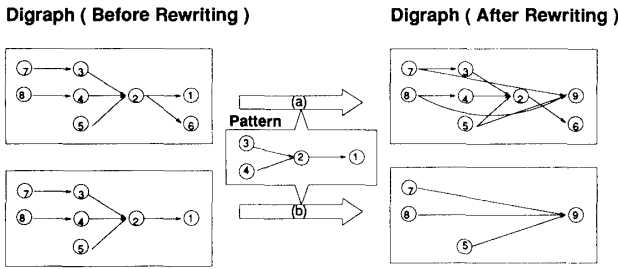 Digraph ( Before Rewriting )
Digraph ( After Rewriting )
7 3
8 4 2 1
5 6
(a)
Pattern
3
4 2 1
7 3
8 4 2 9
5 6
7 3
8 4 2 1
5
(b)
7
8 9
5